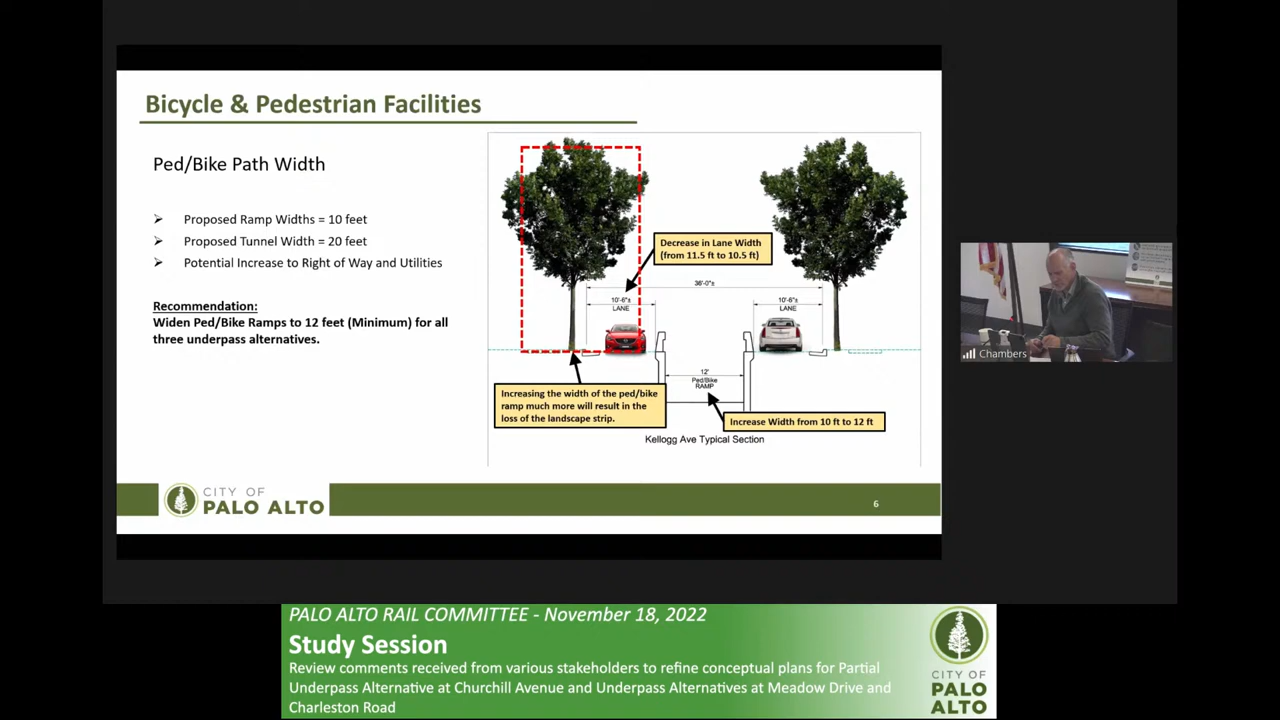 Bicycle & Pedestrian Facilities
Ped/Bike Path Width
➢ Proposed Ramp Widths = 10 feet
➢ Proposed Tunnel Width = 20 feet
➢ Potential Increase to Right of Way and Utilities
Recommendation:
Widen Ped/Bike Ramps to 12 feet (Minimum) for all
three underpass alternatives.
Decrease in Lane Width
(from 11.5 ft to 10.5 ft)
36'-0"±
10'-6"±
LANE
10'-6"±
LANE
12'
Ped/Bike
RAMP
Increasing the width of the ped/bike
ramp much more will result in the
loss of the landscape strip.
Increase Width from 10 ft to 12 ft
Kellogg Ave Typical Section
CITY OF
PALO ALTO
6
Chambers
PALO ALTO RAIL COMMITTEE - November 18, 2022
Study Session
Review comments received from various stakeholders to refine conceptual plans for Partial
Underpass Alternative at Churchill Avenue and Underpass Alternatives at Meadow Drive and
Charleston Road
CITY OF
PALO
ALTO